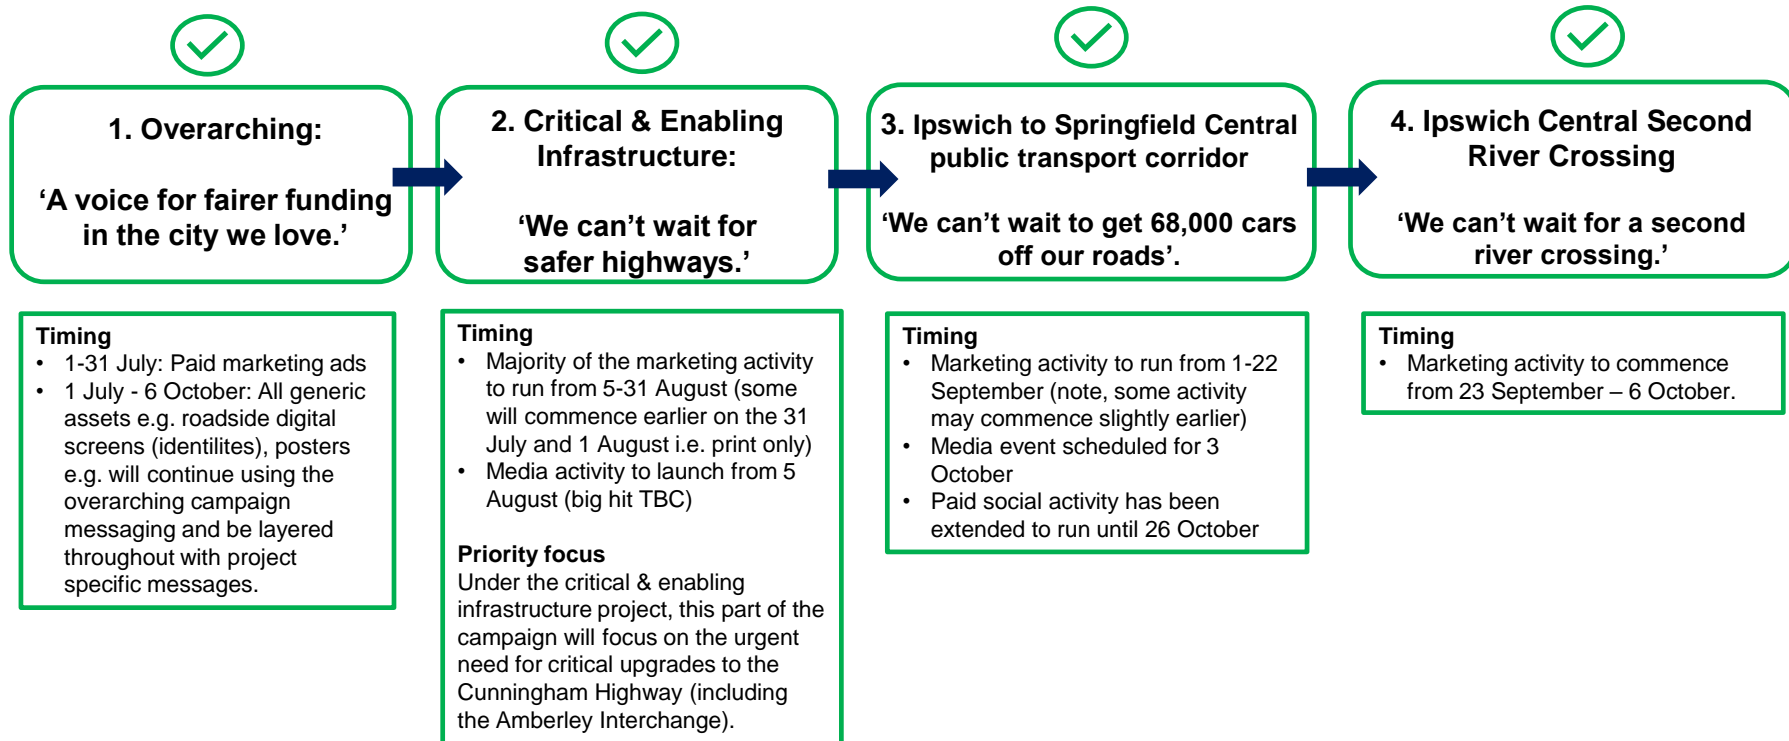 1. Overarching:
‘A voice for fairer funding
in the city we love.’
2. Critical & Enabling
Infrastructure:
‘We can’t wait for
safer highways.’
3. Ipswich to Springfield Central
public transport corridor
‘We can’t wait to get 68,000 cars
off our roads’.
4. Ipswich Central Second
River Crossing
‘We can’t wait for a second
river crossing.’
Timing
• 1-31 July: Paid marketing ads
• 1 July - 6 October: All generic
assets e.g. roadside digital
screens (identilites), posters
e.g. will continue using the
overarching campaign
messaging and be layered
throughout with project
specific messages.
Timing
• Majority of the marketing activity
to run from 5-31 August (some
will commence earlier on the 31
July and 1 August i.e. print only)
• Media activity to launch from 5
August (big hit TBC)
Priority focus
Under the critical & enabling
infrastructure project, this part of the
campaign will focus on the urgent
need for critical upgrades to the
Cunningham Highway (including
the Amberley Interchange).
Timing
• Marketing activity to run from 1-22
September (note, some activity
may commence slightly earlier)
• Media event scheduled for 3
October
• Paid social activity has been
extended to run until 26 October
Timing
• Marketing activity to commence
from 23 September – 6 October.